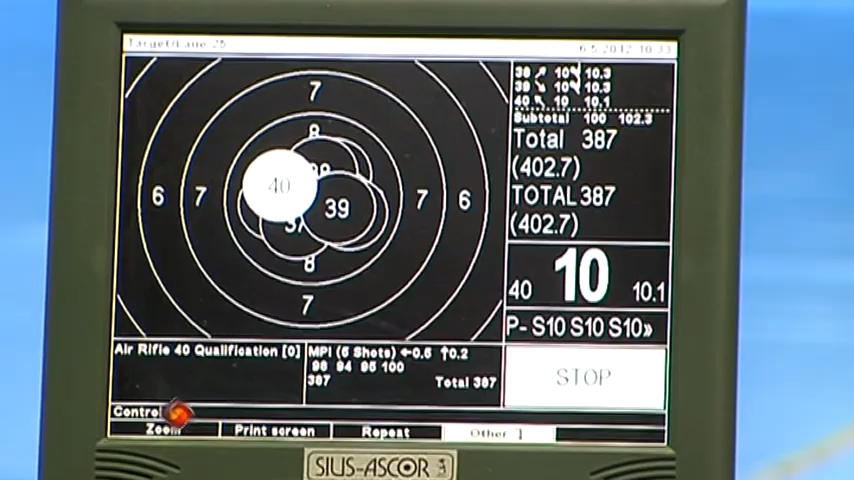 Target/Lane 25
6.5.2012 10:33
7
8
6 7 7 6
40
39
37
8
7
38 10 10.3
39 10 10.3
40 10 10.1
Subtotal 100 102.3
Total 387
(402.7)
TOTAL 387
(402.7)
40 10 10.1
P- S10 S10 S10»
Air Rifle 40 Qualification [0]
MPI (5 Shots) ←0.6 ↑0.2
98 94 95 100
387 Total 387
STOP
Control
Zoom Print screen Repeat Other 1
SIUS-ASCOR